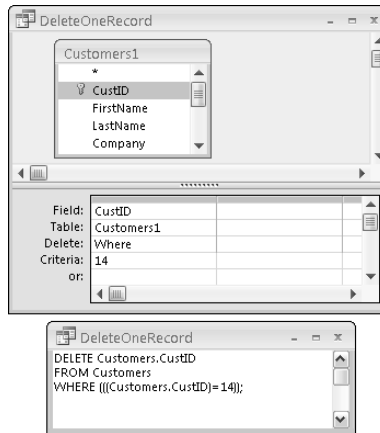 DeleteOneRecord
Customers1
*
CustID
FirstName
LastName
Company
Field: CustID
Table: Customers1
Delete: Where
Criteria: 14
or:
DeleteOneRecord
DELETE Customers.CustID
FROM Customers
WHERE (((Customers.CustID)=14));